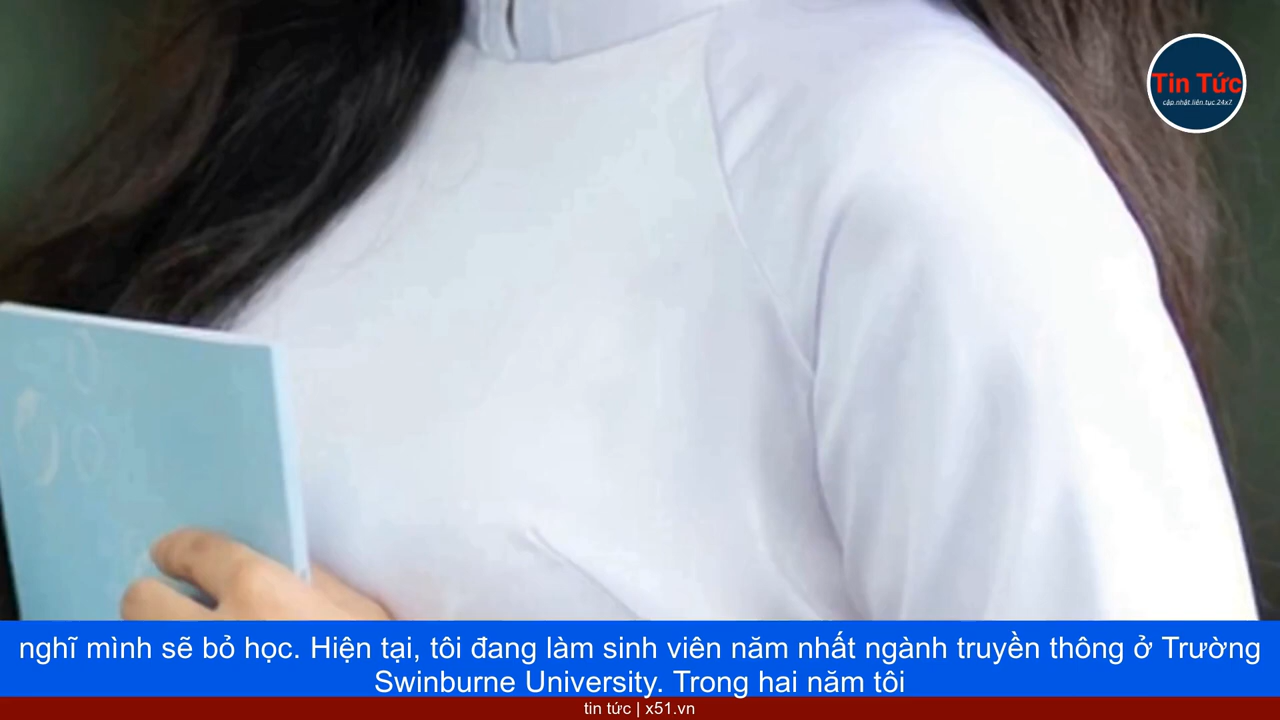 Tin Tức
cập nhật liên tục 24x7
nghĩ mình sẽ bỏ học. Hiện tại, tôi đang làm sinh viên năm nhất ngành truyền thông ở Trường
Swinburne University. Trong hai năm tôi
tin tức | x51.vn